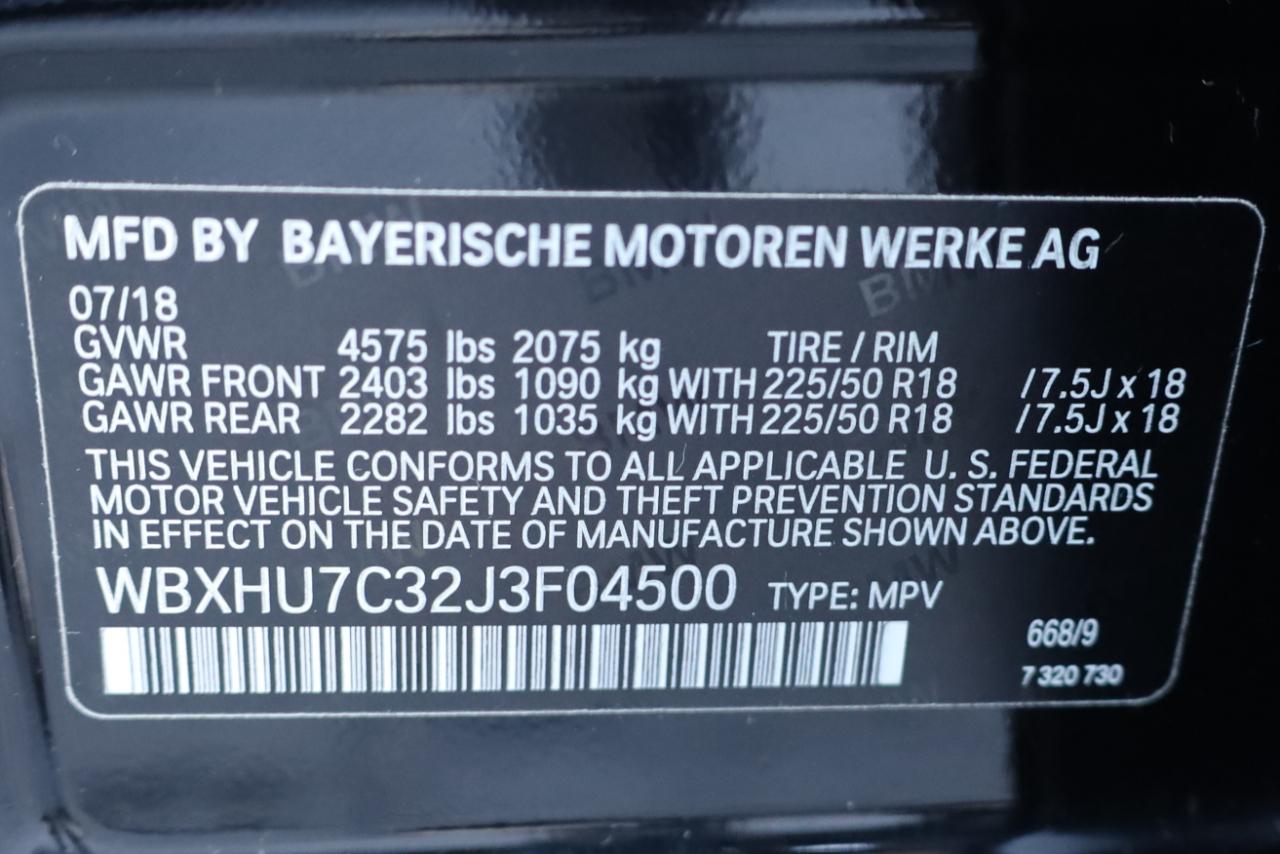 MFD BY BAYERISCHE MOTOREN WERKE AG
07/18
GVWR 4575 lbs 2075 kg TIRE / RIM
GAWR FRONT 2403 lbs 1090 kg WITH 225/50 R18 /7.5J x 18
GAWR REAR 2282 lbs 1035 kg WITH 225/50 R18 /7.5J x 18
THIS VEHICLE CONFORMS TO ALL APPLICABLE U. S. FEDERAL
MOTOR VEHICLE SAFETY AND THEFT PREVENTION STANDARDS
IN EFFECT ON THE DATE OF MANUFACTURE SHOWN ABOVE.
WBXHU7C32J3F04500 TYPE: MPV
668/9
7 320 730